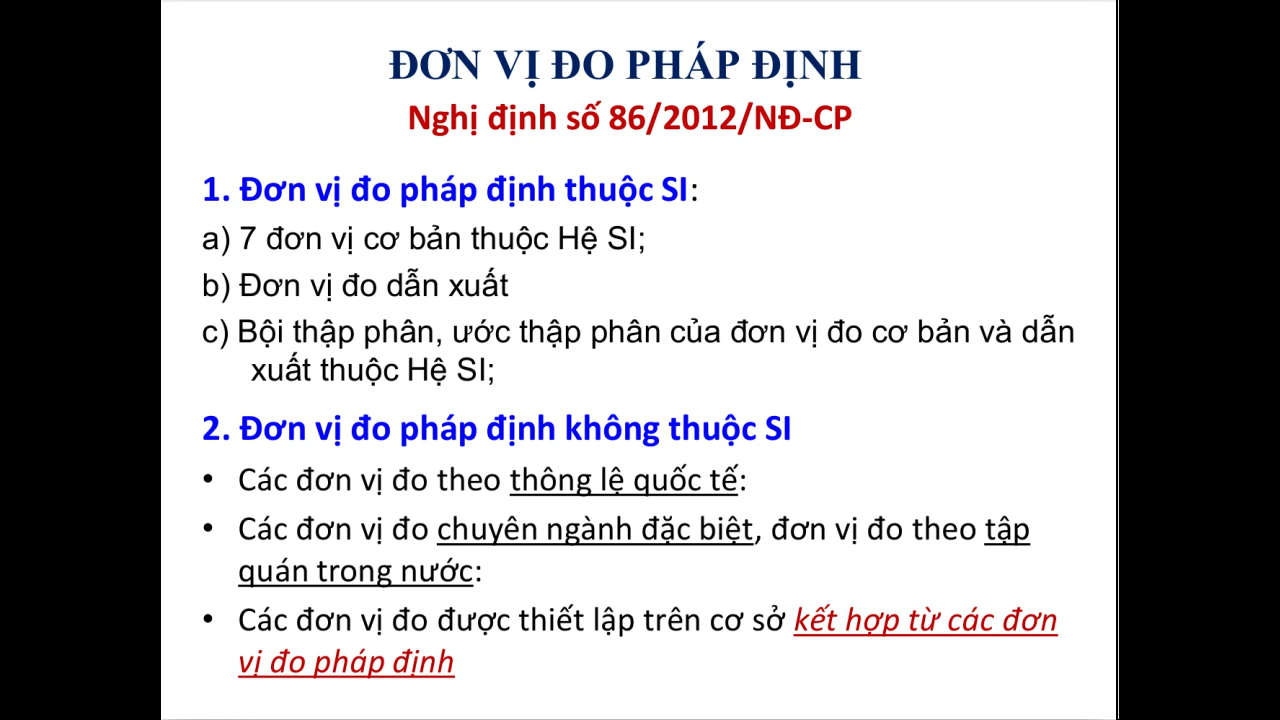 ĐƠN VỊ ĐO PHÁP ĐỊNH
Nghị định số 86/2012/NĐ-CP
1. Đơn vị đo pháp định thuộc SI:
a) 7 đơn vị cơ bản thuộc Hệ SI;
b) Đơn vị đo dẫn xuất
c) Bội thập phân, ước thập phân của đơn vị đo cơ bản và dẫn
xuất thuộc Hệ SI;
2. Đơn vị đo pháp định không thuộc SI
• Các đơn vị đo theo thông lệ quốc tế:
• Các đơn vị đo chuyên ngành đặc biệt, đơn vị đo theo tập
quán trong nước:
• Các đơn vị đo được thiết lập trên cơ sở kết hợp từ các đơn
vị đo pháp định